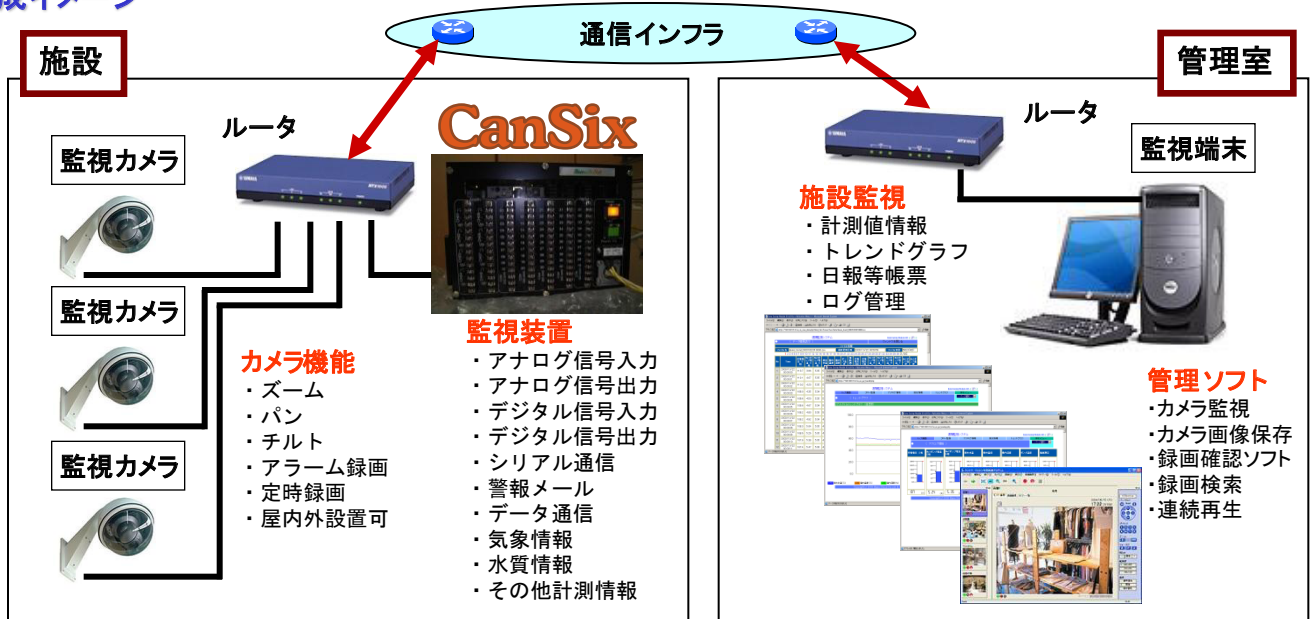 成イメージ
通信インフラ
施設
管理室
ルータ
CanSix
監視カメラ
監視カメラ
監視カメラ
カメラ機能
・ズーム
・パン
・チルト
・アラーム録画
・定時録画
・屋内外設置可
監視装置
・アナログ信号入力
・アナログ信号出力
・デジタル信号入力
・デジタル信号出力
・シリアル通信
・警報メール
・データ通信
・気象情報
・水質情報
・その他計測情報
ルータ
監視端末
施設監視
・計測値情報
・トレンドグラフ
・日報等帳票
・ログ管理
管理ソフト
・カメラ監視
・カメラ画像保存
・録画確認ソフト
・録画検索
・連続再生